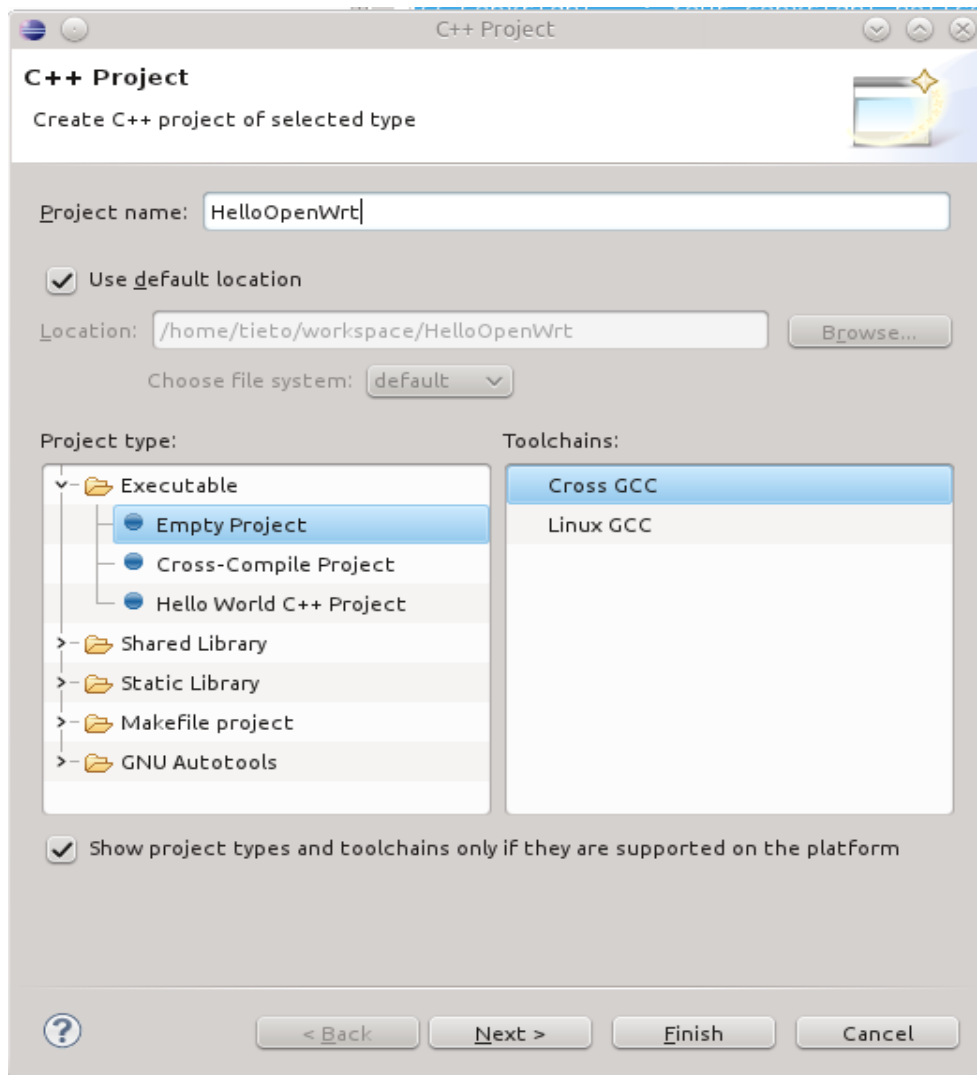 C++ Project
C++ Project
Create C++ project of selected type
Project name: HelloOpenWrt
Use default location
Location: /home/tieto/workspace/HelloOpenWrt Browse...
Choose file system: default
Project type: Toolchains:
Executable Cross GCC
Empty Project Linux GCC
Cross-Compile Project
Hello World C++ Project
Shared Library
Static Library
Makefile project
GNU Autotools
Show project types and toolchains only if they are supported on the platform
? < Back Next > Finish Cancel